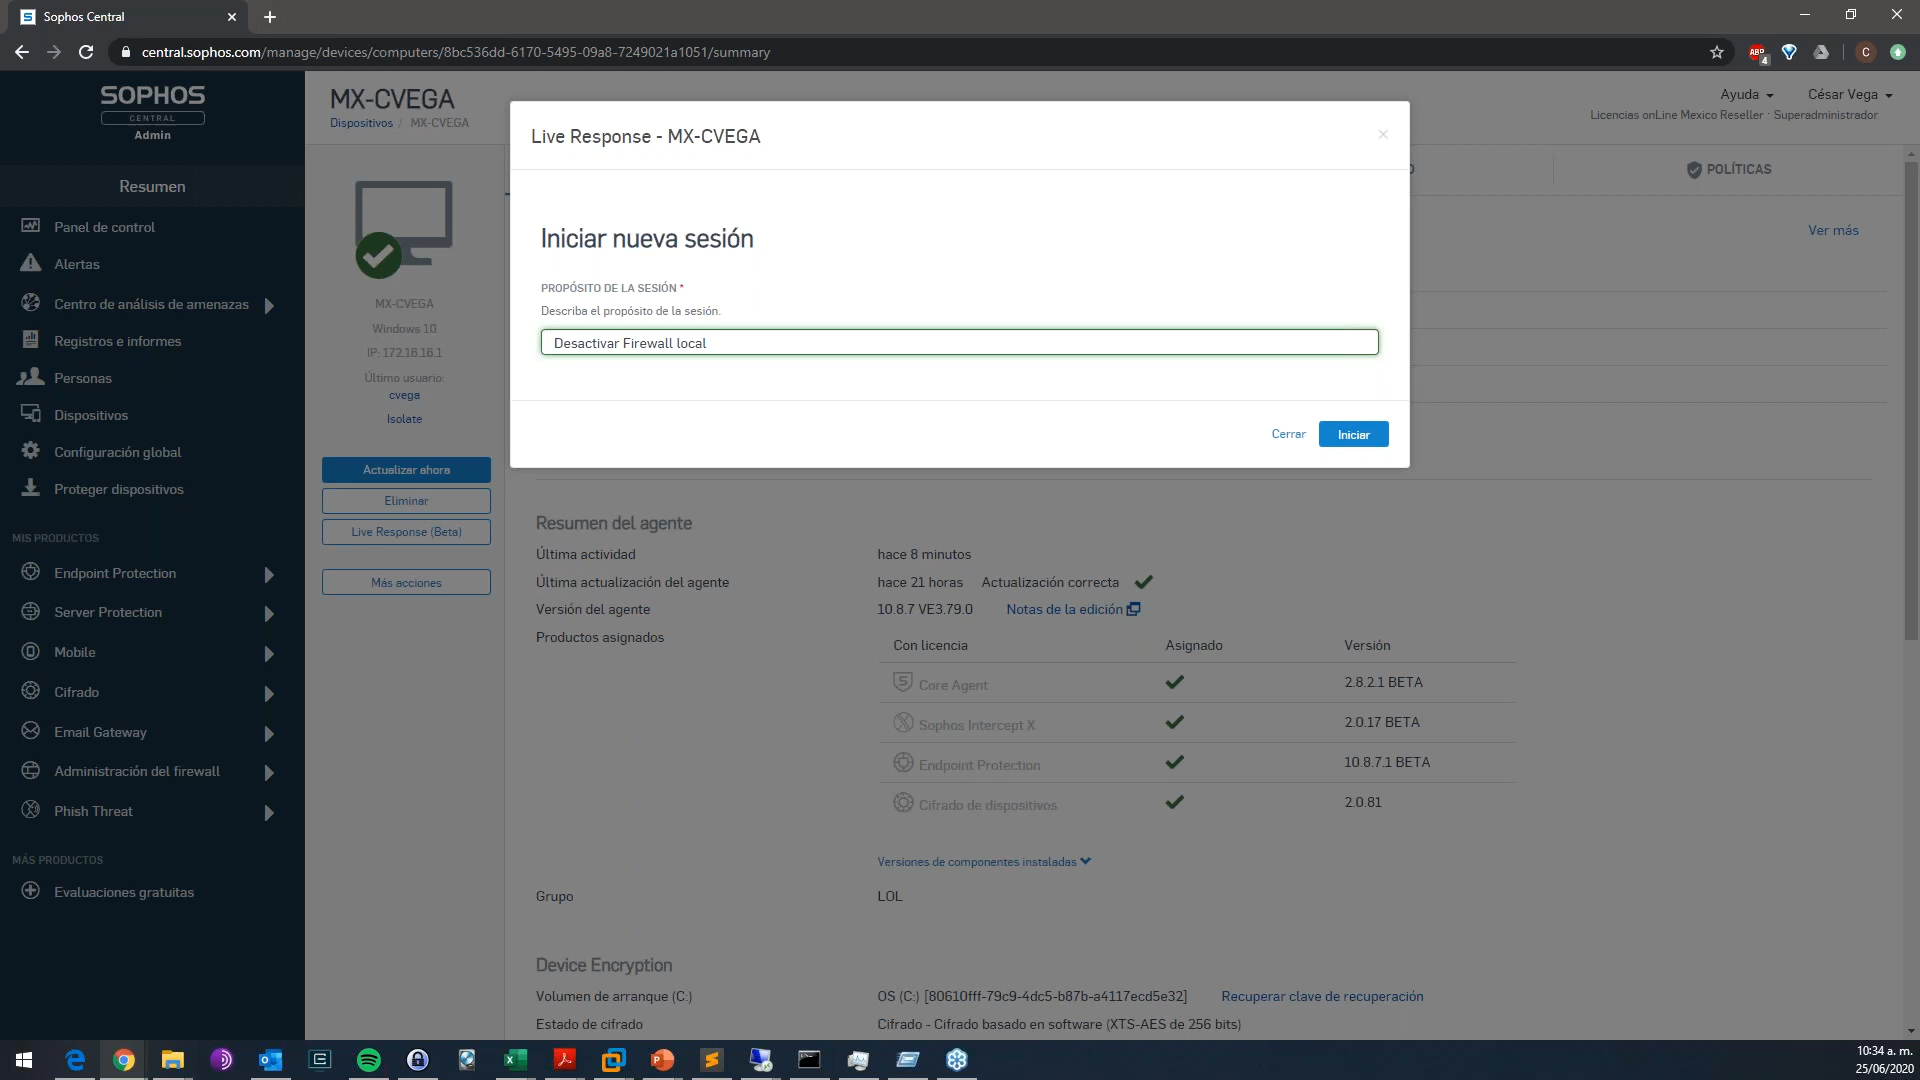 Sophos Central
central.sophos.com/manage/devices/computers/8bc536dd-6170-5495-09a8-7249021a1051/summary
ABP
4
C
SOPHOS
CENTRAL
Admin
Resumen
Panel de control
Alertas
Centro de análisis de amenazas
Registros e informes
Personas
Dispositivos
Configuración global
Proteger dispositivos
MIS PRODUCTOS
Endpoint Protection
Server Protection
Mobile
Cifrado
Email Gateway
Administración del firewall
Phish Threat
MÁS PRODUCTOS
Evaluaciones gratuitas
MX-CVEGA
Dispositivos / MX-CVEGA
Ayuda
César Vega
Licencias onLine Mexico Reseller · Superadministrador
MX-CVEGA
Windows 10
IP: 172.16.16.1
Último usuario:
cvega
Isolate
Actualizar ahora
Eliminar
Live Response (Beta)
Más acciones
POLÍTICAS
Ver más
Live Response - MX-CVEGA
Iniciar nueva sesión
PROPÓSITO DE LA SESIÓN *
Describa el propósito de la sesión.
Desactivar Firewall local
Cerrar
Iniciar
Resumen del agente
Última actividad hace 8 minutos
Última actualización del agente hace 21 horas Actualización correcta
Versión del agente 10.8.7 VE3.79.0 Notas de la edición
Productos asignados
Con licencia Asignado Versión
Core Agent 2.8.2.1 BETA
Sophos Intercept X 2.0.17 BETA
Endpoint Protection 10.8.7.1 BETA
Cifrado de dispositivos 2.0.81
Versiones de componentes instaladas
Grupo LOL
Device Encryption
Volumen de arranque (C:) OS (C:) [80610fff-79c9-4dc5-b87b-a4117ecd5e32] Recuperar clave de recuperación
Estado de cifrado Cifrado - Cifrado basado en software (XTS-AES de 256 bits)
10:34 a. m.
25/06/2020